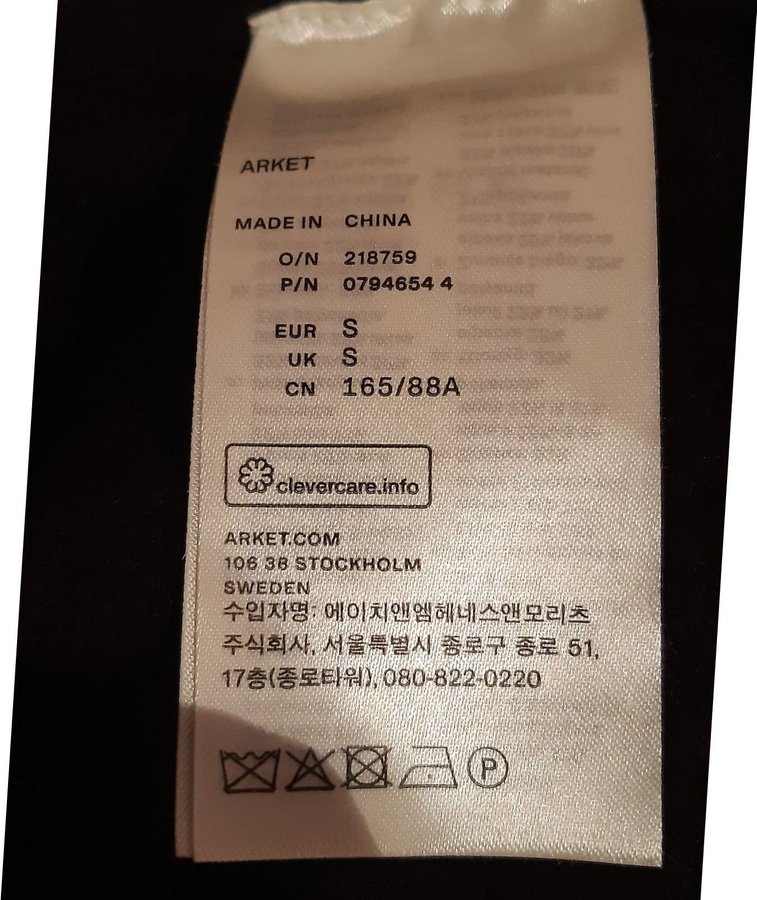 ARKET
MADE IN CHINA
O/N 218759
P/N 0794654 4
EUR S
UK S
CN 165/88A
clevercare.info
ARKET.COM
106 38 STOCKHOLM
SWEDEN
수입자명: 에이치앤엠헤네스앤모리츠
주식회사, 서울특별시 종로구 종로 51,
17층(종로타워), 080-822-0220
P